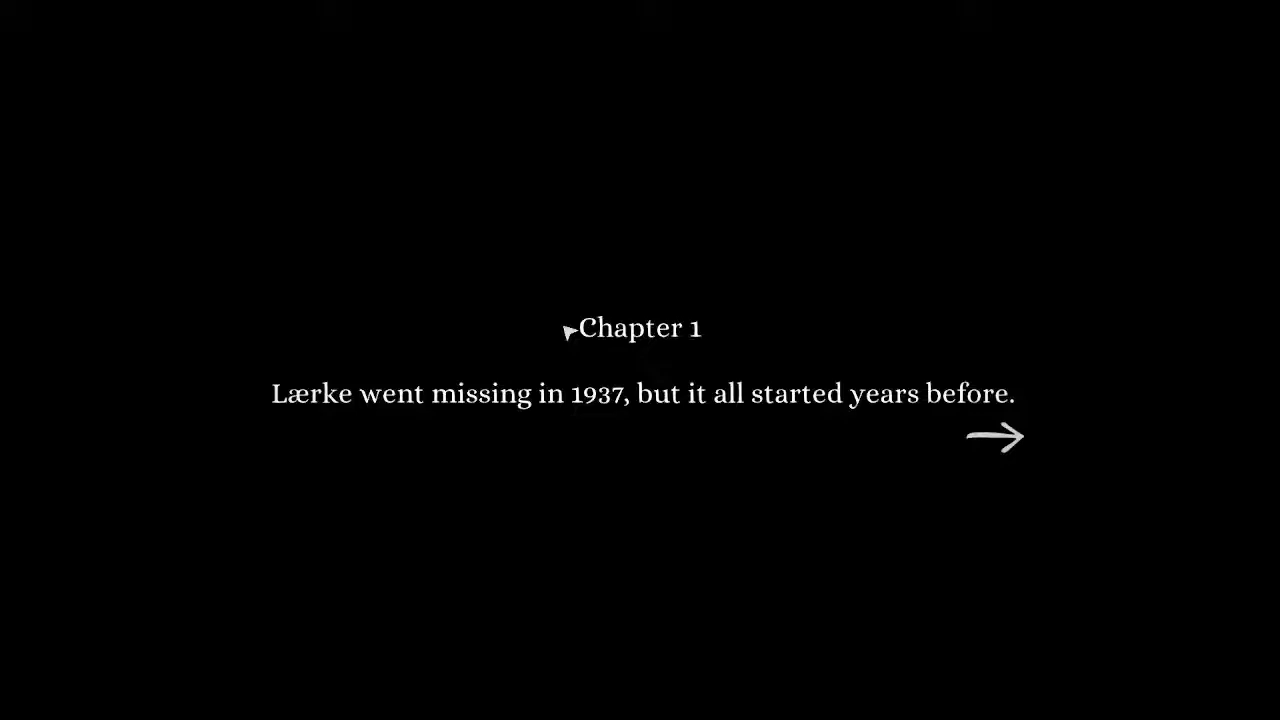 Chapter 1
Lærke went missing in 1937, but it all started years before.